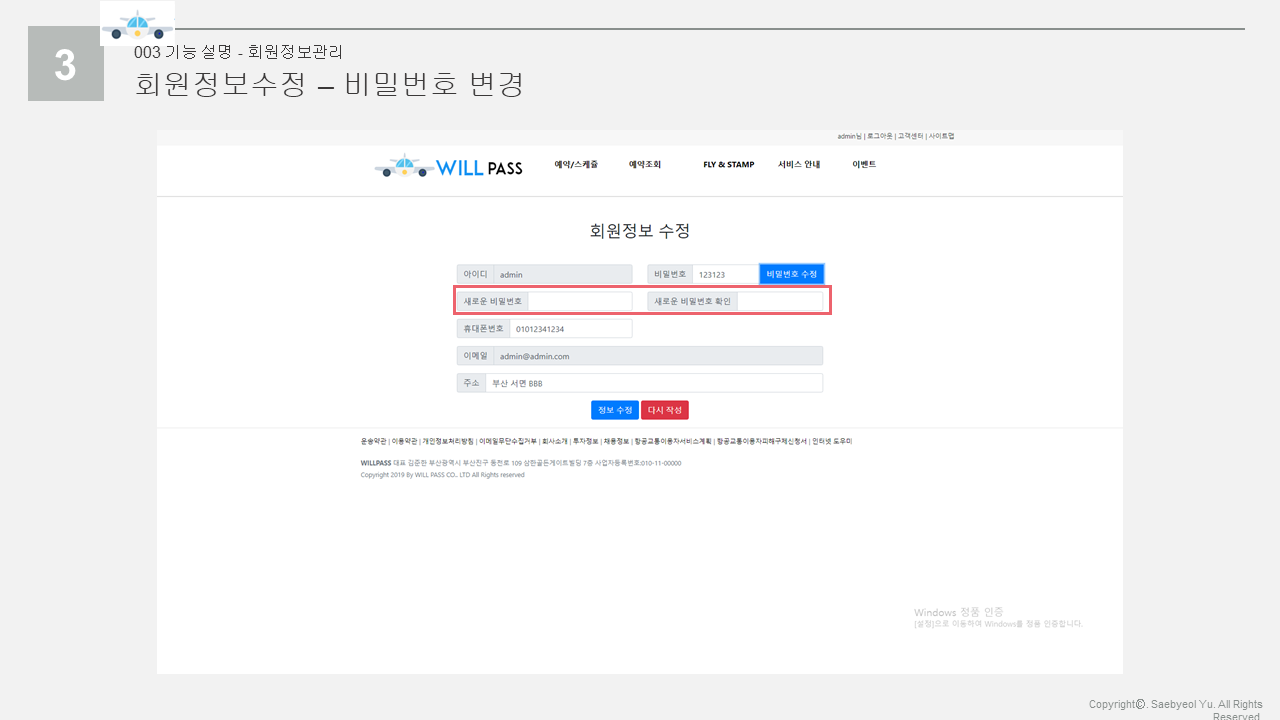 3
003 기능 설명 - 회원정보관리
회원정보수정 – 비밀번호 변경
admin님 | 로그아웃 | 고객센터 | 사이트맵
WILL PASS 예약/스케쥴 예약조회 FLY & STAMP 서비스 안내 이벤트
회원정보 수정
아이디 admin 비밀번호 123123 비밀번호 수정
새로운 비밀번호 새로운 비밀번호 확인
휴대폰번호 01012341234
이메일 admin@admin.com
주소 부산 서면 BBB
정보 수정 다시 작성
운송약관 | 이용약관 | 개인정보처리방침 | 이메일무단수집거부 | 회사소개 | 투자정보 | 채용정보 | 항공교통이용자서비스계획 | 항공교통이용자피해구제신청서 | 인터넷 도우미
WILLPASS 대표 김준한 부산광역시 부산진구 동천로 109 삼한골든게이트빌딩 7층 사업자등록번호:010-11-00000
Copyright 2019 By WILL PASS CO.. LTD All Rights reserved
Windows 정품 인증
[설정]으로 이동하여 Windows를 정품 인증합니다.
Copyright©. Saebyeol Yu. All Rights
Reserved.